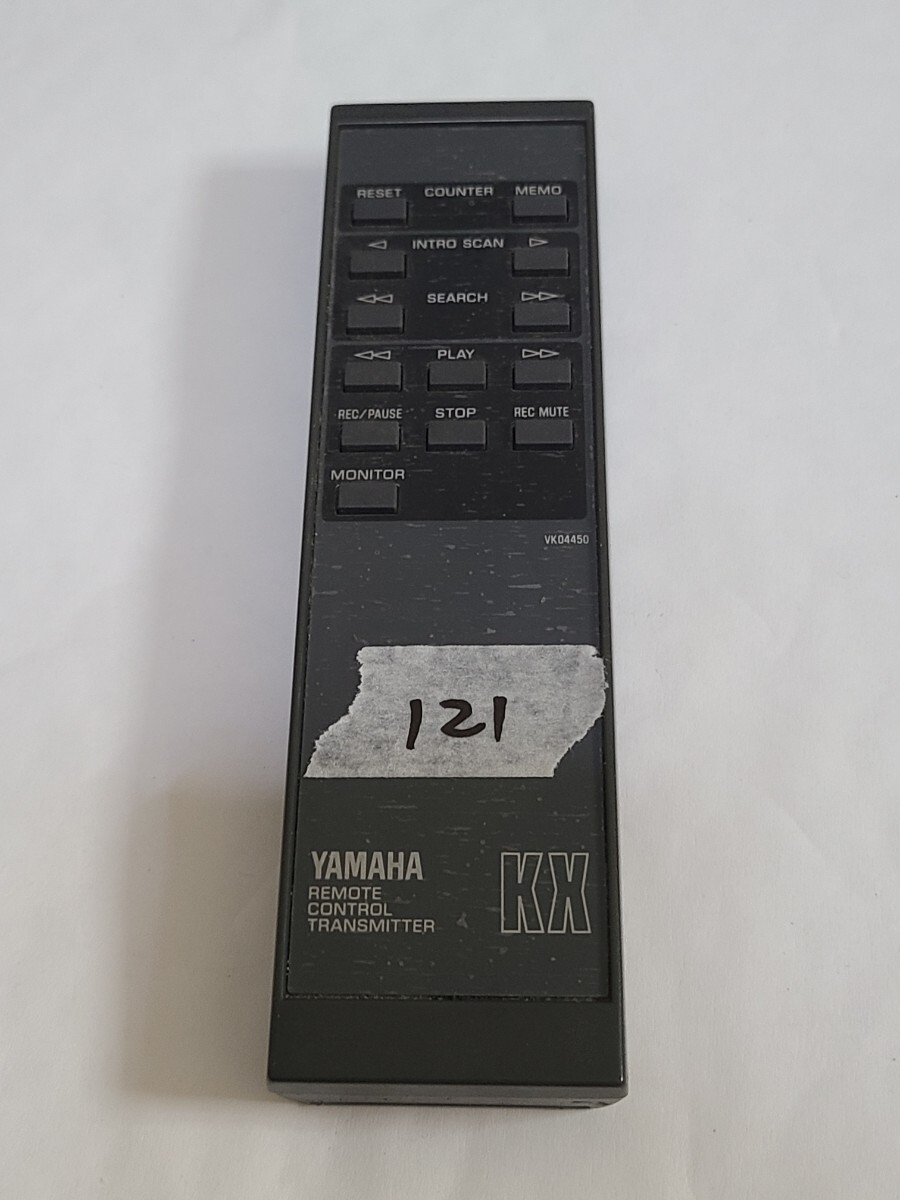 RESET COUNTER MEMO
◁ INTRO SCAN ▷
◁◁ SEARCH ▷▷
◁◁ PLAY ▷▷
REC/PAUSE STOP REC MUTE
MONITOR
VK04450
121
YAMAHA
REMOTE
CONTROL
TRANSMITTER
KX